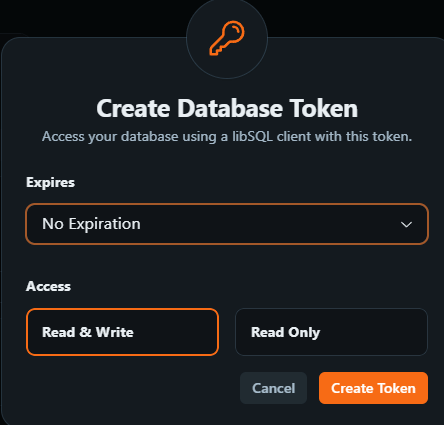 Create Database Token
Access your database using a libSQL client with this token.
Expires
No Expiration
Access
Read & Write
Read Only
Cancel
Create Token